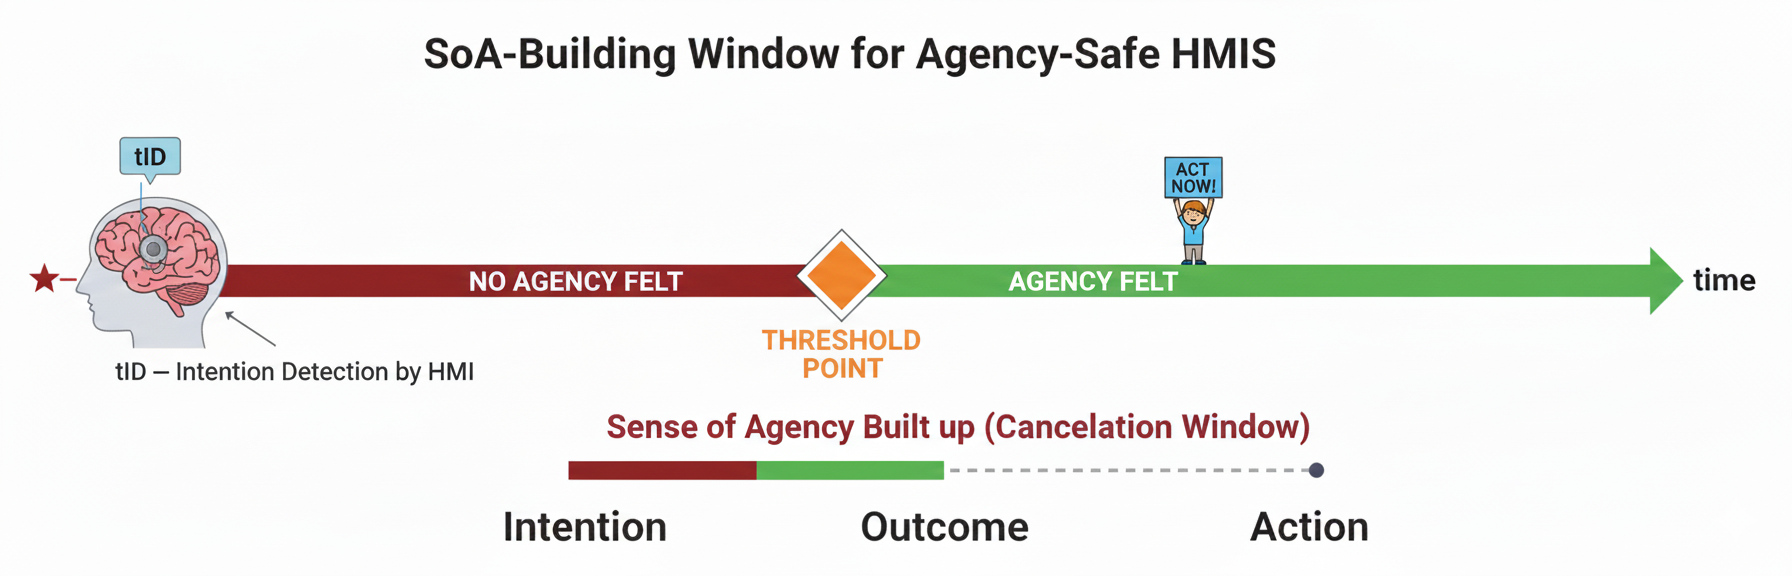 SoA-Building Window for Agency-Safe HMIS
tID
ACT
NOW!
NO AGENCY FELT
AGENCY FELT
time
THRESHOLD
POINT
tID – Intention Detection by HMI
Sense of Agency Built up (Cancelation Window)
Intention
Outcome
Action